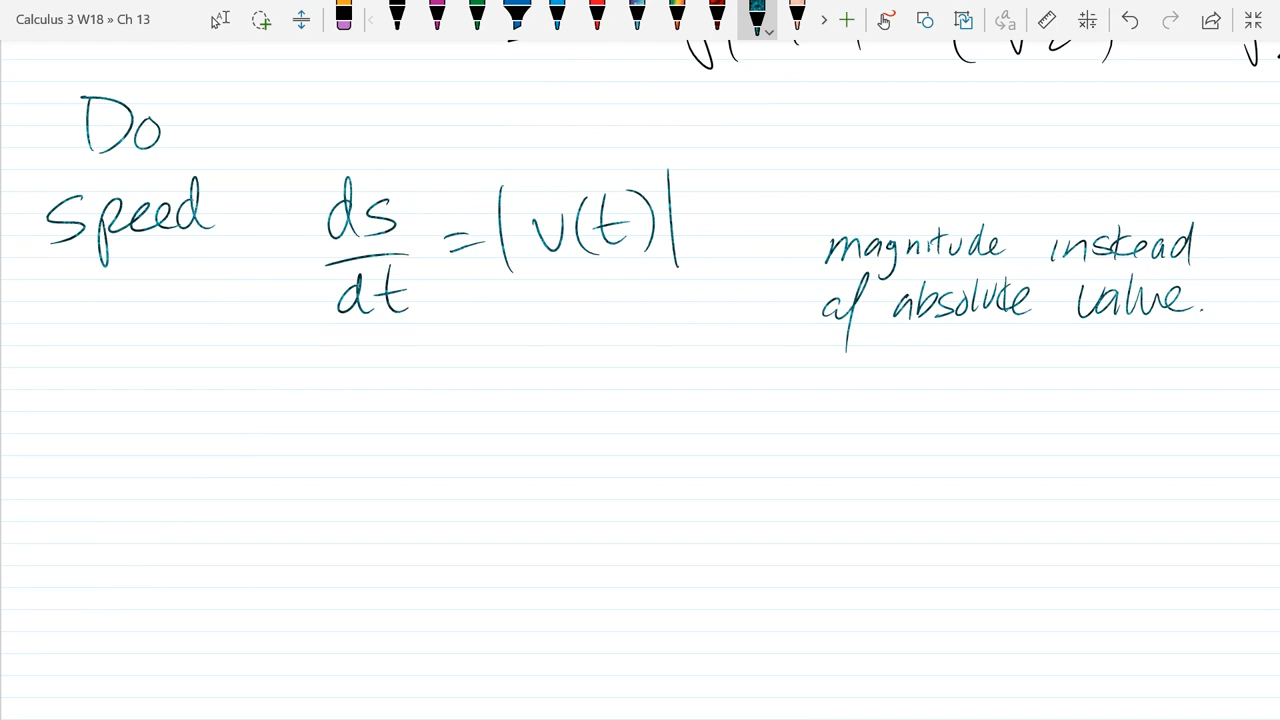 Calculus 3 W18 » Ch 13
Do
speed ds/dt = |v(t)|
magnitude instead
of absolute value.